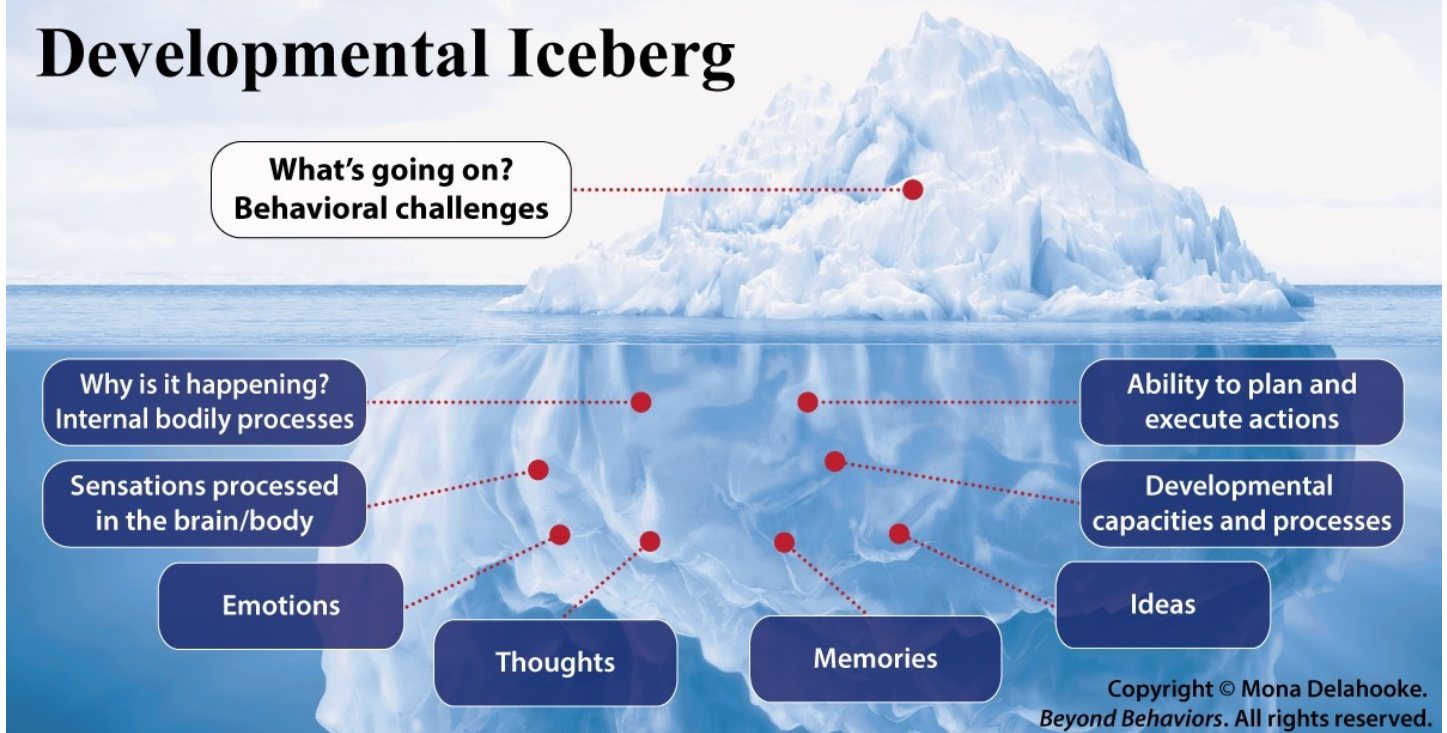 Developmental Iceberg
What’s going on?
Behavioral challenges
Why is it happening?
Internal bodily processes
Sensations processed
in the brain/body
Emotions
Thoughts
Memories
Ideas
Developmental
capacities and processes
Ability to plan and
execute actions
Copyright © Mona Delahooke.
Beyond Behaviors. All rights reserved.